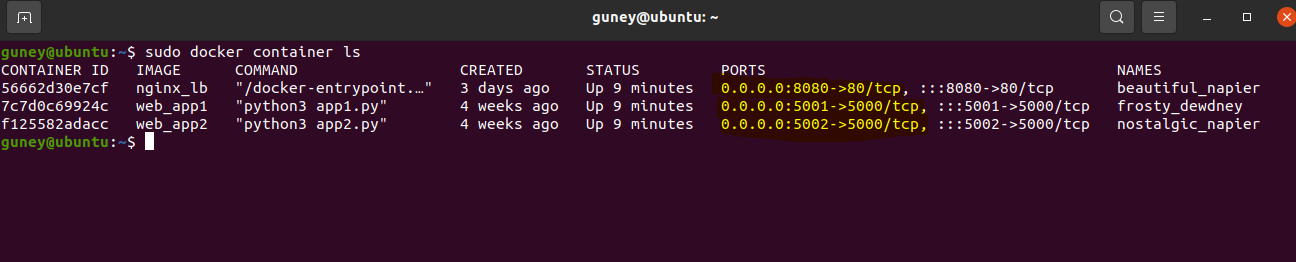 guney@ubuntu: ~
guney@ubuntu:~$ sudo docker container ls
CONTAINER ID   IMAGE      COMMAND                  CREATED       STATUS         PORTS                                       NAMES
56662d30e7cf   nginx_lb   "/docker-entrypoint.…"   3 days ago    Up 9 minutes   0.0.0.0:8080->80/tcp, :::8080->80/tcp       beautiful_napier
7c7d0c69924c   web_app1   "python3 app1.py"        4 weeks ago   Up 9 minutes   0.0.0.0:5001->5000/tcp, :::5001->5000/tcp   frosty_dewdney
f125582adacc   web_app2   "python3 app2.py"        4 weeks ago   Up 9 minutes   0.0.0.0:5002->5000/tcp, :::5002->5000/tcp   nostalgic_napier
guney@ubuntu:~$